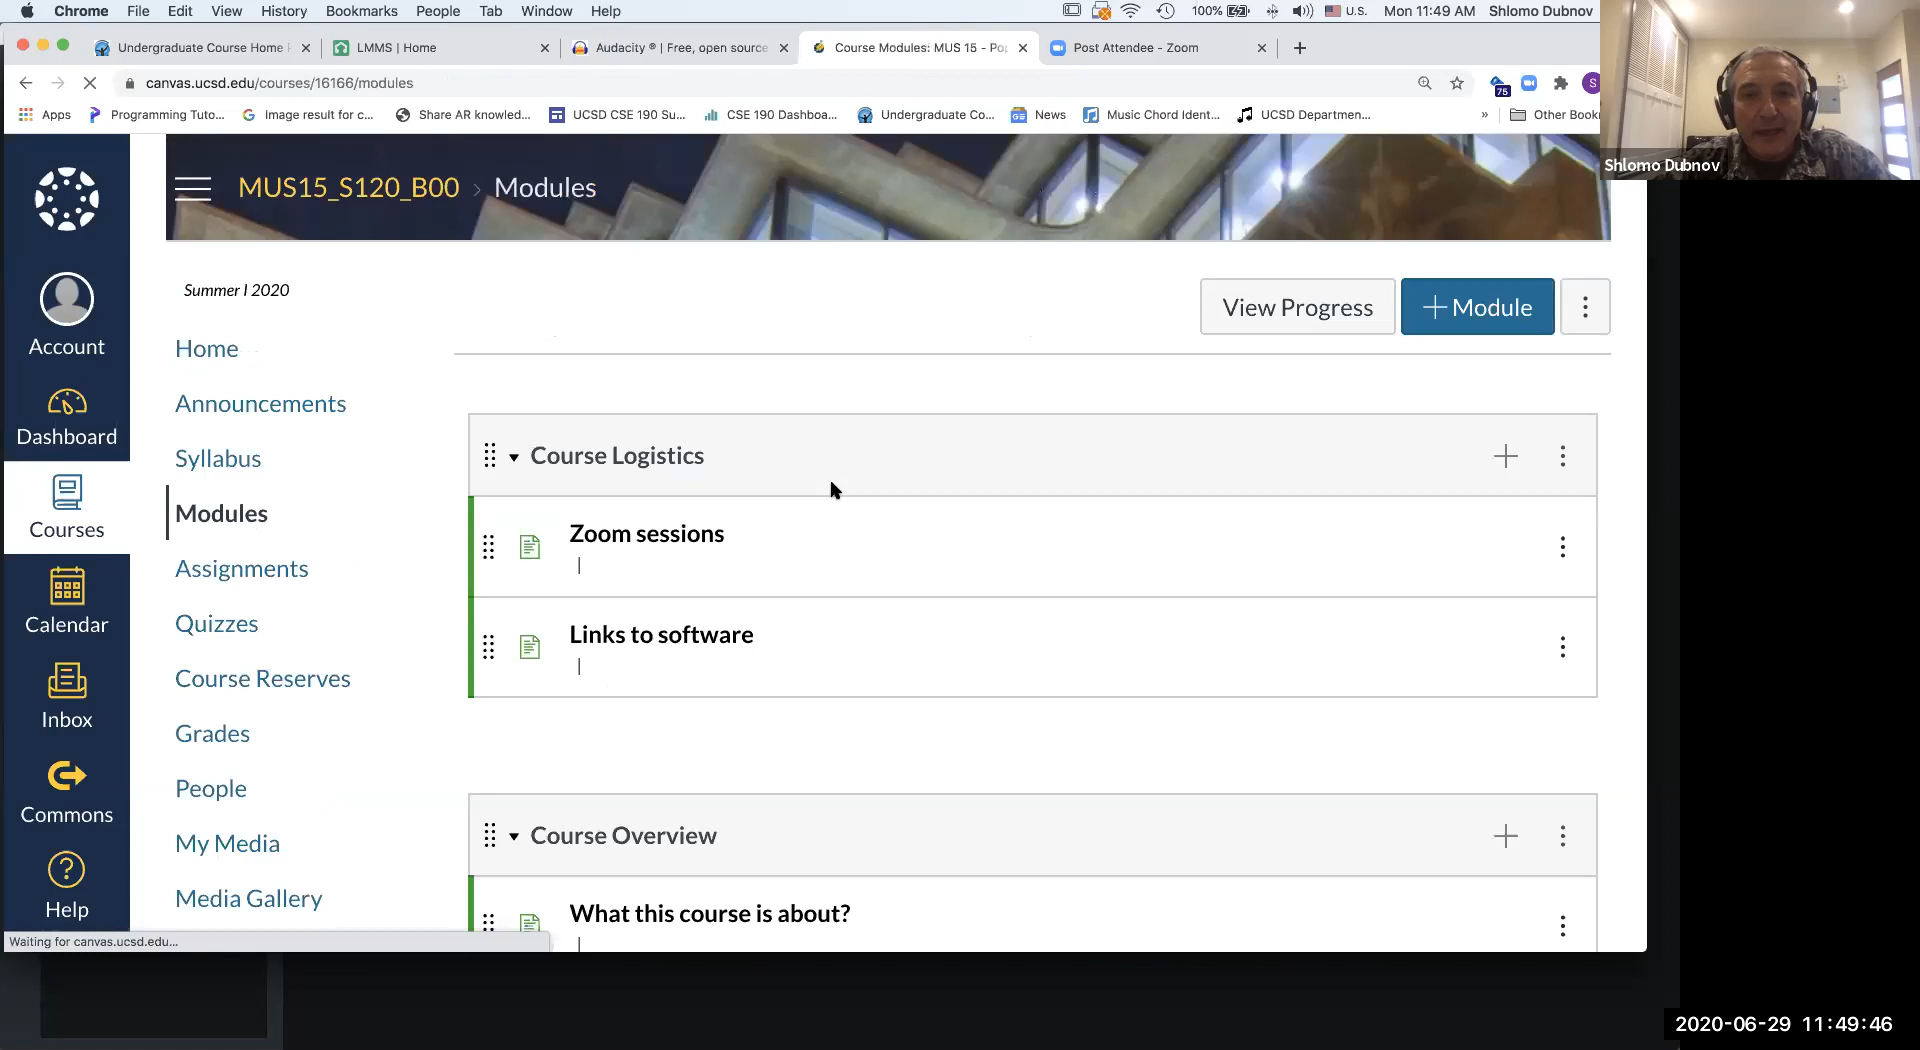 Chrome File Edit View History Bookmarks People Tab Window Help 100% U.S. Mon 11:49 AM Shlomo Dubnov
Undergraduate Course Home LMMS | Home Audacity ® | Free, open source Course Modules: MUS 15 - Po Post Attendee - Zoom
canvas.ucsd.edu/courses/16166/modules 75 S
Apps Programming Tuto... Image result for c... Share AR knowled... UCSD CSE 190 Su... CSE 190 Dashboa... Undergraduate Co... News Music Chord Ident... UCSD Departmen... » Other Book
Shlomo Dubnov
MUS15_S120_B00 › Modules
Summer I 2020
View Progress + Module
Account
Dashboard
Courses
Calendar
Inbox
Commons
Help
Home
Announcements
Syllabus
Modules
Assignments
Quizzes
Course Reserves
Grades
People
My Media
Media Gallery
Course Logistics
Zoom sessions
|
Links to software
|
Course Overview
What this course is about?
Waiting for canvas.ucsd.edu...
2020-06-29 11:49:46